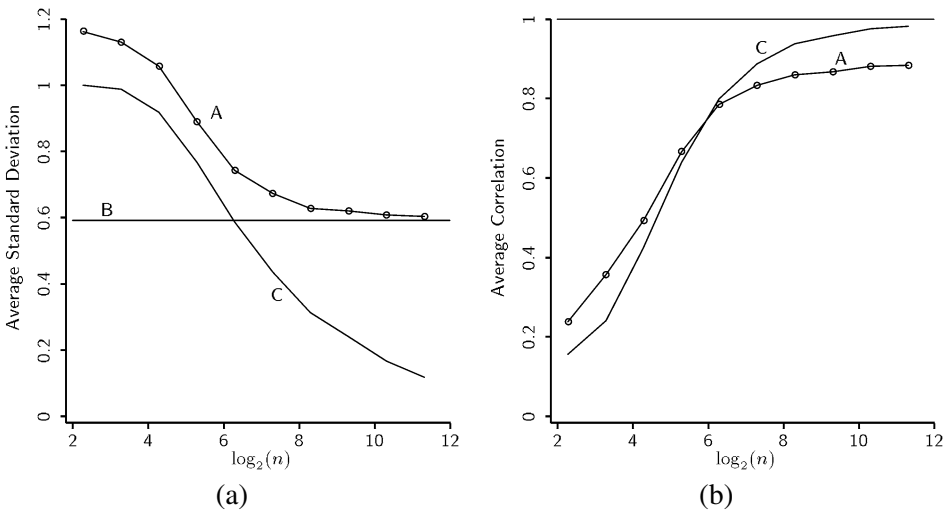 Average Standard Deviation
1.2
1
0.8
0.6
0.4
0.2
0
A
B
C
2 4 6 8 10 12
log₂(n)
(a)
Average Correlation
1
0.8
0.6
0.4
0.2
0
C
A
2 4 6 8 10 12
log₂(n)
(b)